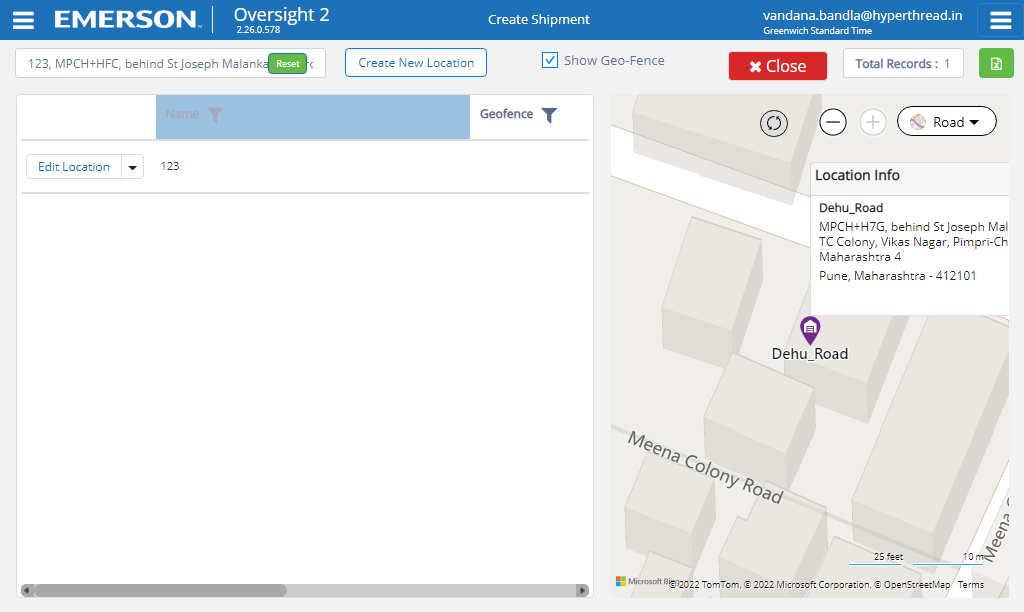 EMERSON.
Oversight 2
2.26.0.578
Create Shipment
vandana.bandla@hyperthread.in
Greenwich Standard Time
123, MPCH+HFC, behind St Joseph Malanka
Reset
Create New Location
Show Geo-Fence
Close
Total Records : 1
Name
Geofence
Edit Location
123
Road
Location Info
Dehu_Road
MPCH+H7G, behind St Joseph Mal
TC Colony, Vikas Nagar, Pimpri-Ch
Maharashtra 4
Pune, Maharashtra - 412101
Dehu_Road
Meena Colony Road
Meena
25 feet
10 m
Microsoft Bi
© 2022 TomTom, © 2022 Microsoft Corporation, © OpenStreetMap Terms